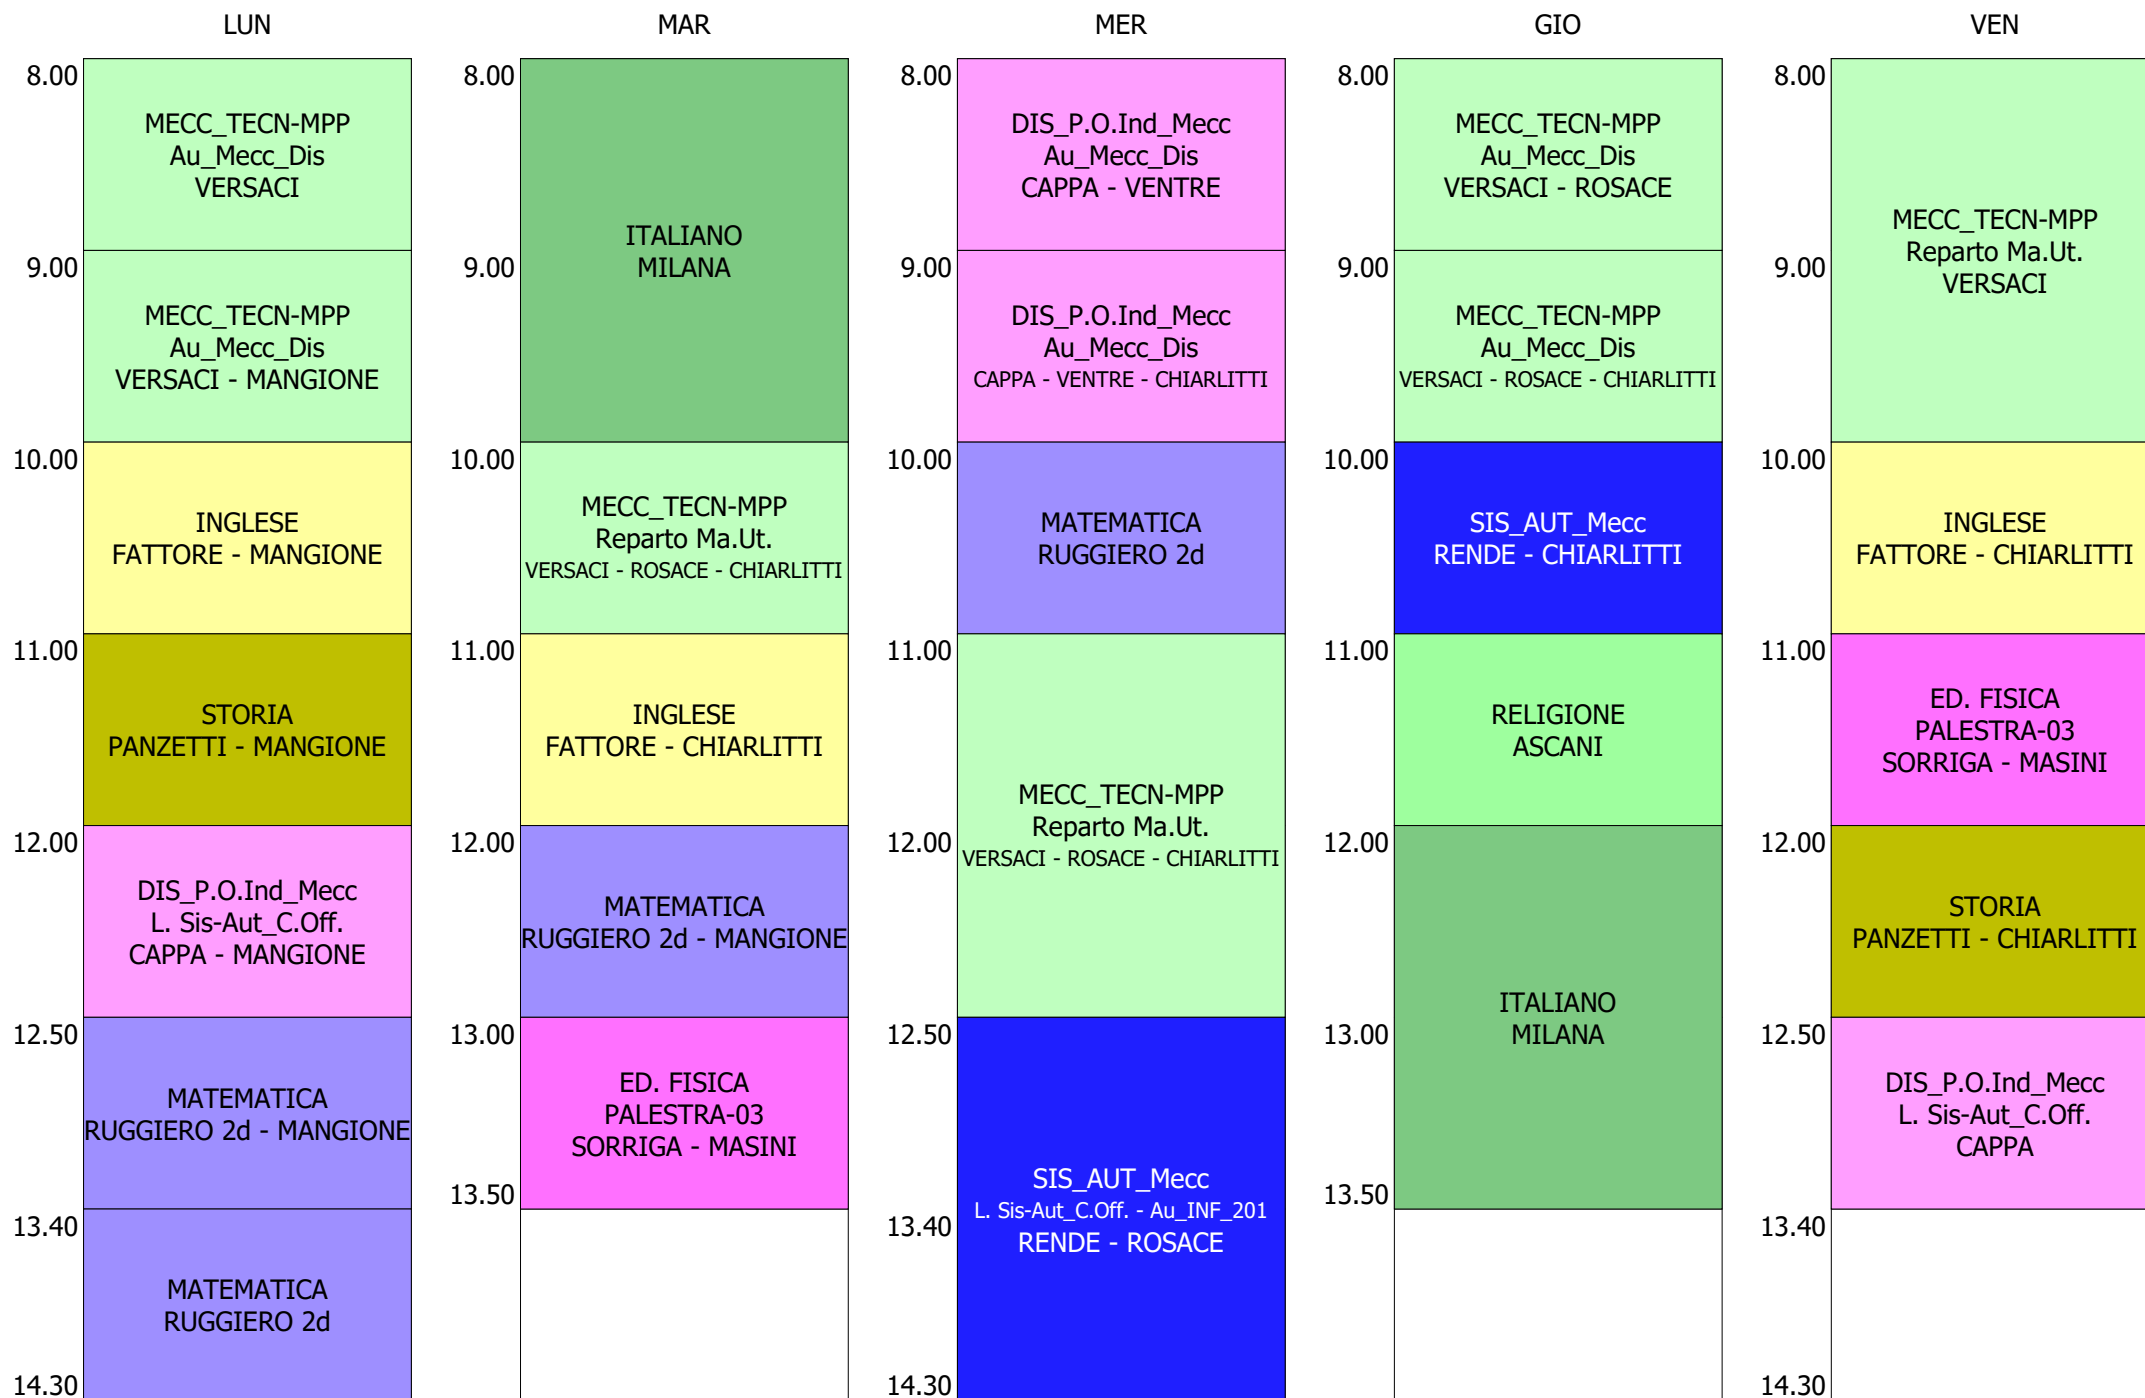 LUN
8.00
MECC_TECN-MPP
Au_Mecc_Dis
VERSACI
9.00
MECC_TECN-MPP
Au_Mecc_Dis
VERSACI - MANGIONE
10.00
INGLESE
FATTORE - MANGIONE
11.00
STORIA
PANZETTI - MANGIONE
12.00
DIS_P.O.Ind_Mecc
L. Sis-Aut_C.Off.
CAPPA - MANGIONE
12.50
MATEMATICA
RUGGIERO 2d - MANGIONE
13.40
MATEMATICA
RUGGIERO 2d
14.30
MAR
8.00
ITALIANO
MILANA
9.00
10.00
MECC_TECN-MPP
Reparto Ma.Ut.
VERSACI - ROSACE - CHIARLITTI
11.00
INGLESE
FATTORE - CHIARLITTI
12.00
MATEMATICA
RUGGIERO 2d - MANGIONE
13.00
ED. FISICA
PALESTRA-03
SORRIGA - MASINI
13.50
MER
8.00
DIS_P.O.Ind_Mecc
Au_Mecc_Dis
CAPPA - VENTRE
9.00
DIS_P.O.Ind_Mecc
Au_Mecc_Dis
CAPPA - VENTRE - CHIARLITTI
10.00
MATEMATICA
RUGGIERO 2d
11.00
MECC_TECN-MPP
Reparto Ma.Ut.
12.00
VERSACI - ROSACE - CHIARLITTI
12.50
SIS_AUT_Mecc
L. Sis-Aut_C.Off. - Au_INF_201
13.40
RENDE - ROSACE
14.30
GIO
8.00
MECC_TECN-MPP
Au_Mecc_Dis
VERSACI - ROSACE
9.00
MECC_TECN-MPP
Au_Mecc_Dis
VERSACI - ROSACE - CHIARLITTI
10.00
SIS_AUT_Mecc
RENDE - CHIARLITTI
11.00
RELIGIONE
ASCANI
12.00
ITALIANO
13.00
MILANA
13.50
VEN
8.00
MECC_TECN-MPP
Reparto Ma.Ut.
9.00
VERSACI
10.00
INGLESE
FATTORE - CHIARLITTI
11.00
ED. FISICA
PALESTRA-03
SORRIGA - MASINI
12.00
STORIA
PANZETTI - CHIARLITTI
12.50
DIS_P.O.Ind_Mecc
L. Sis-Aut_C.Off.
CAPPA
13.40
14.30